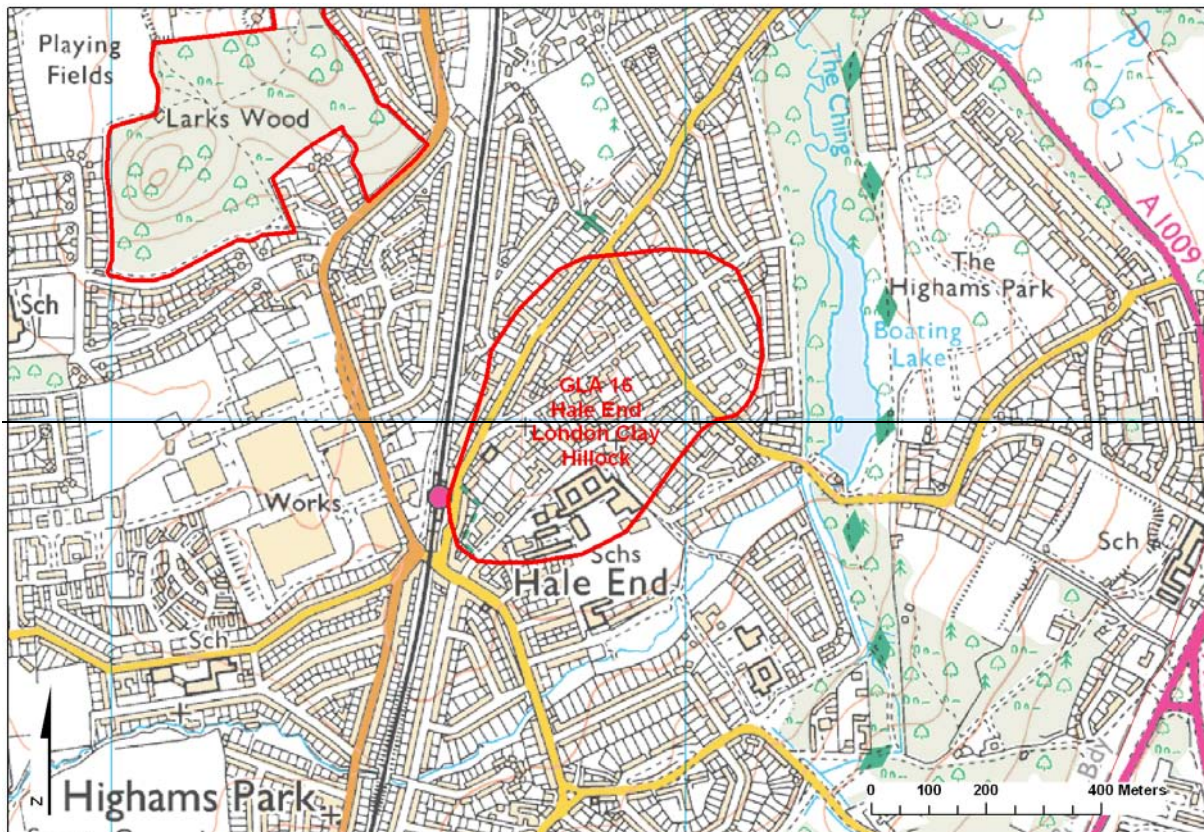 Playing
Fields
Larks Wood
The Ching
A 1009
The
Highams Park
Boating
Lake
Sch
GLA 15
Hale End
London Clay
Hillock
Works
Schs
Hale End
Sch
Sch
Highams Park
Bdy
N
0 100 200 400 Meters